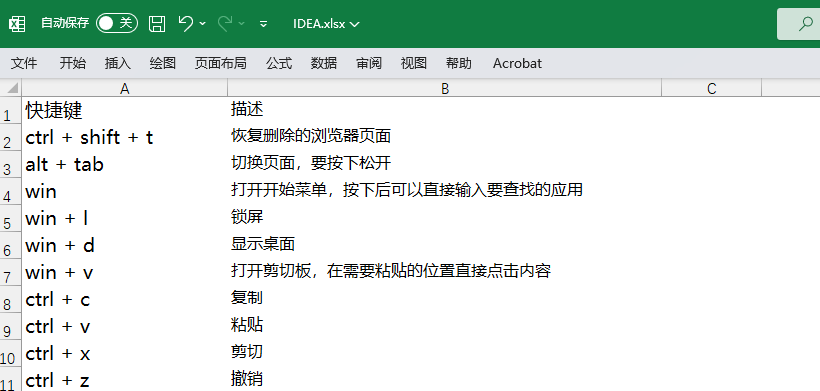 自动保存 关 IDEA.xlsx
文件 开始 插入 绘图 页面布局 公式 数据 审阅 视图 帮助 Acrobat
A B C
1 快捷键 描述
2 ctrl + shift + t 恢复删除的浏览器页面
3 alt + tab 切换页面，要按下松开
4 win 打开开始菜单，按下后可以直接输入要查找的应用
5 win + l 锁屏
6 win + d 显示桌面
7 win + v 打开剪切板，在需要粘贴的位置直接点击内容
8 ctrl + c 复制
9 ctrl + v 粘贴
10 ctrl + x 剪切
11 ctrl + z 撤销